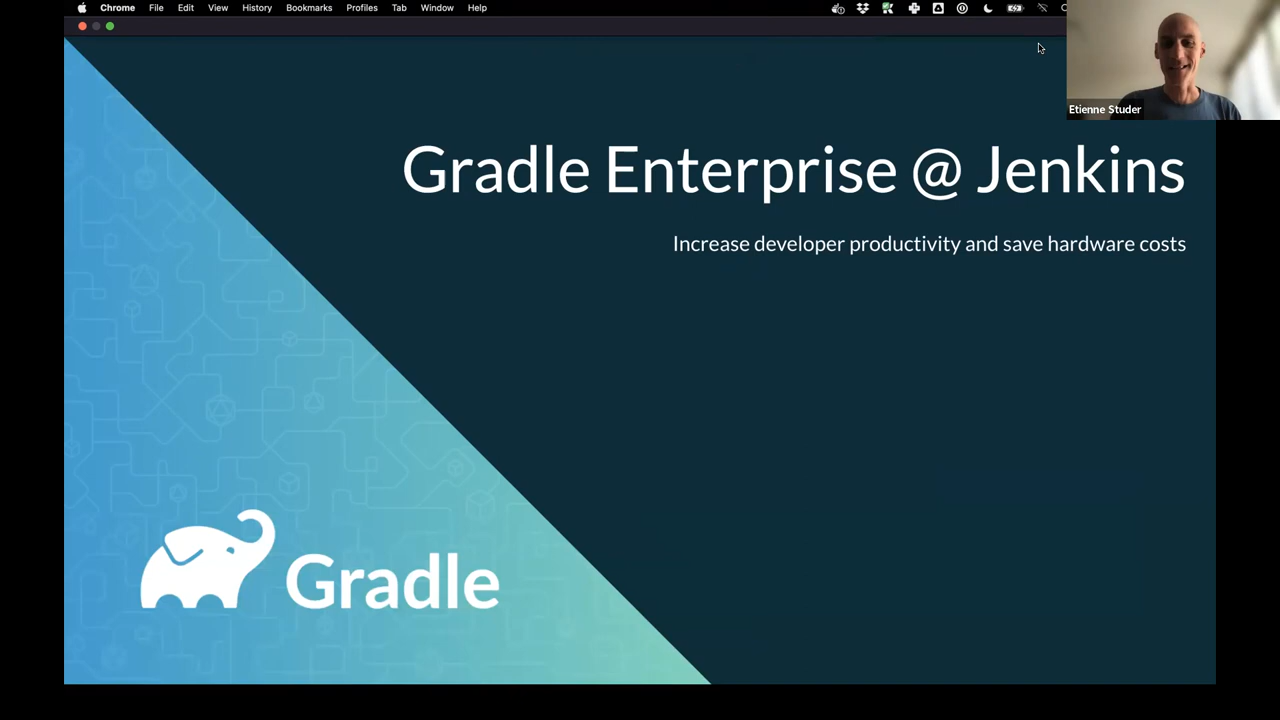 Chrome File Edit View History Bookmarks Profiles Tab Window Help
Etienne Studer
Gradle Enterprise @ Jenkins
Increase developer productivity and save hardware costs
Gradle